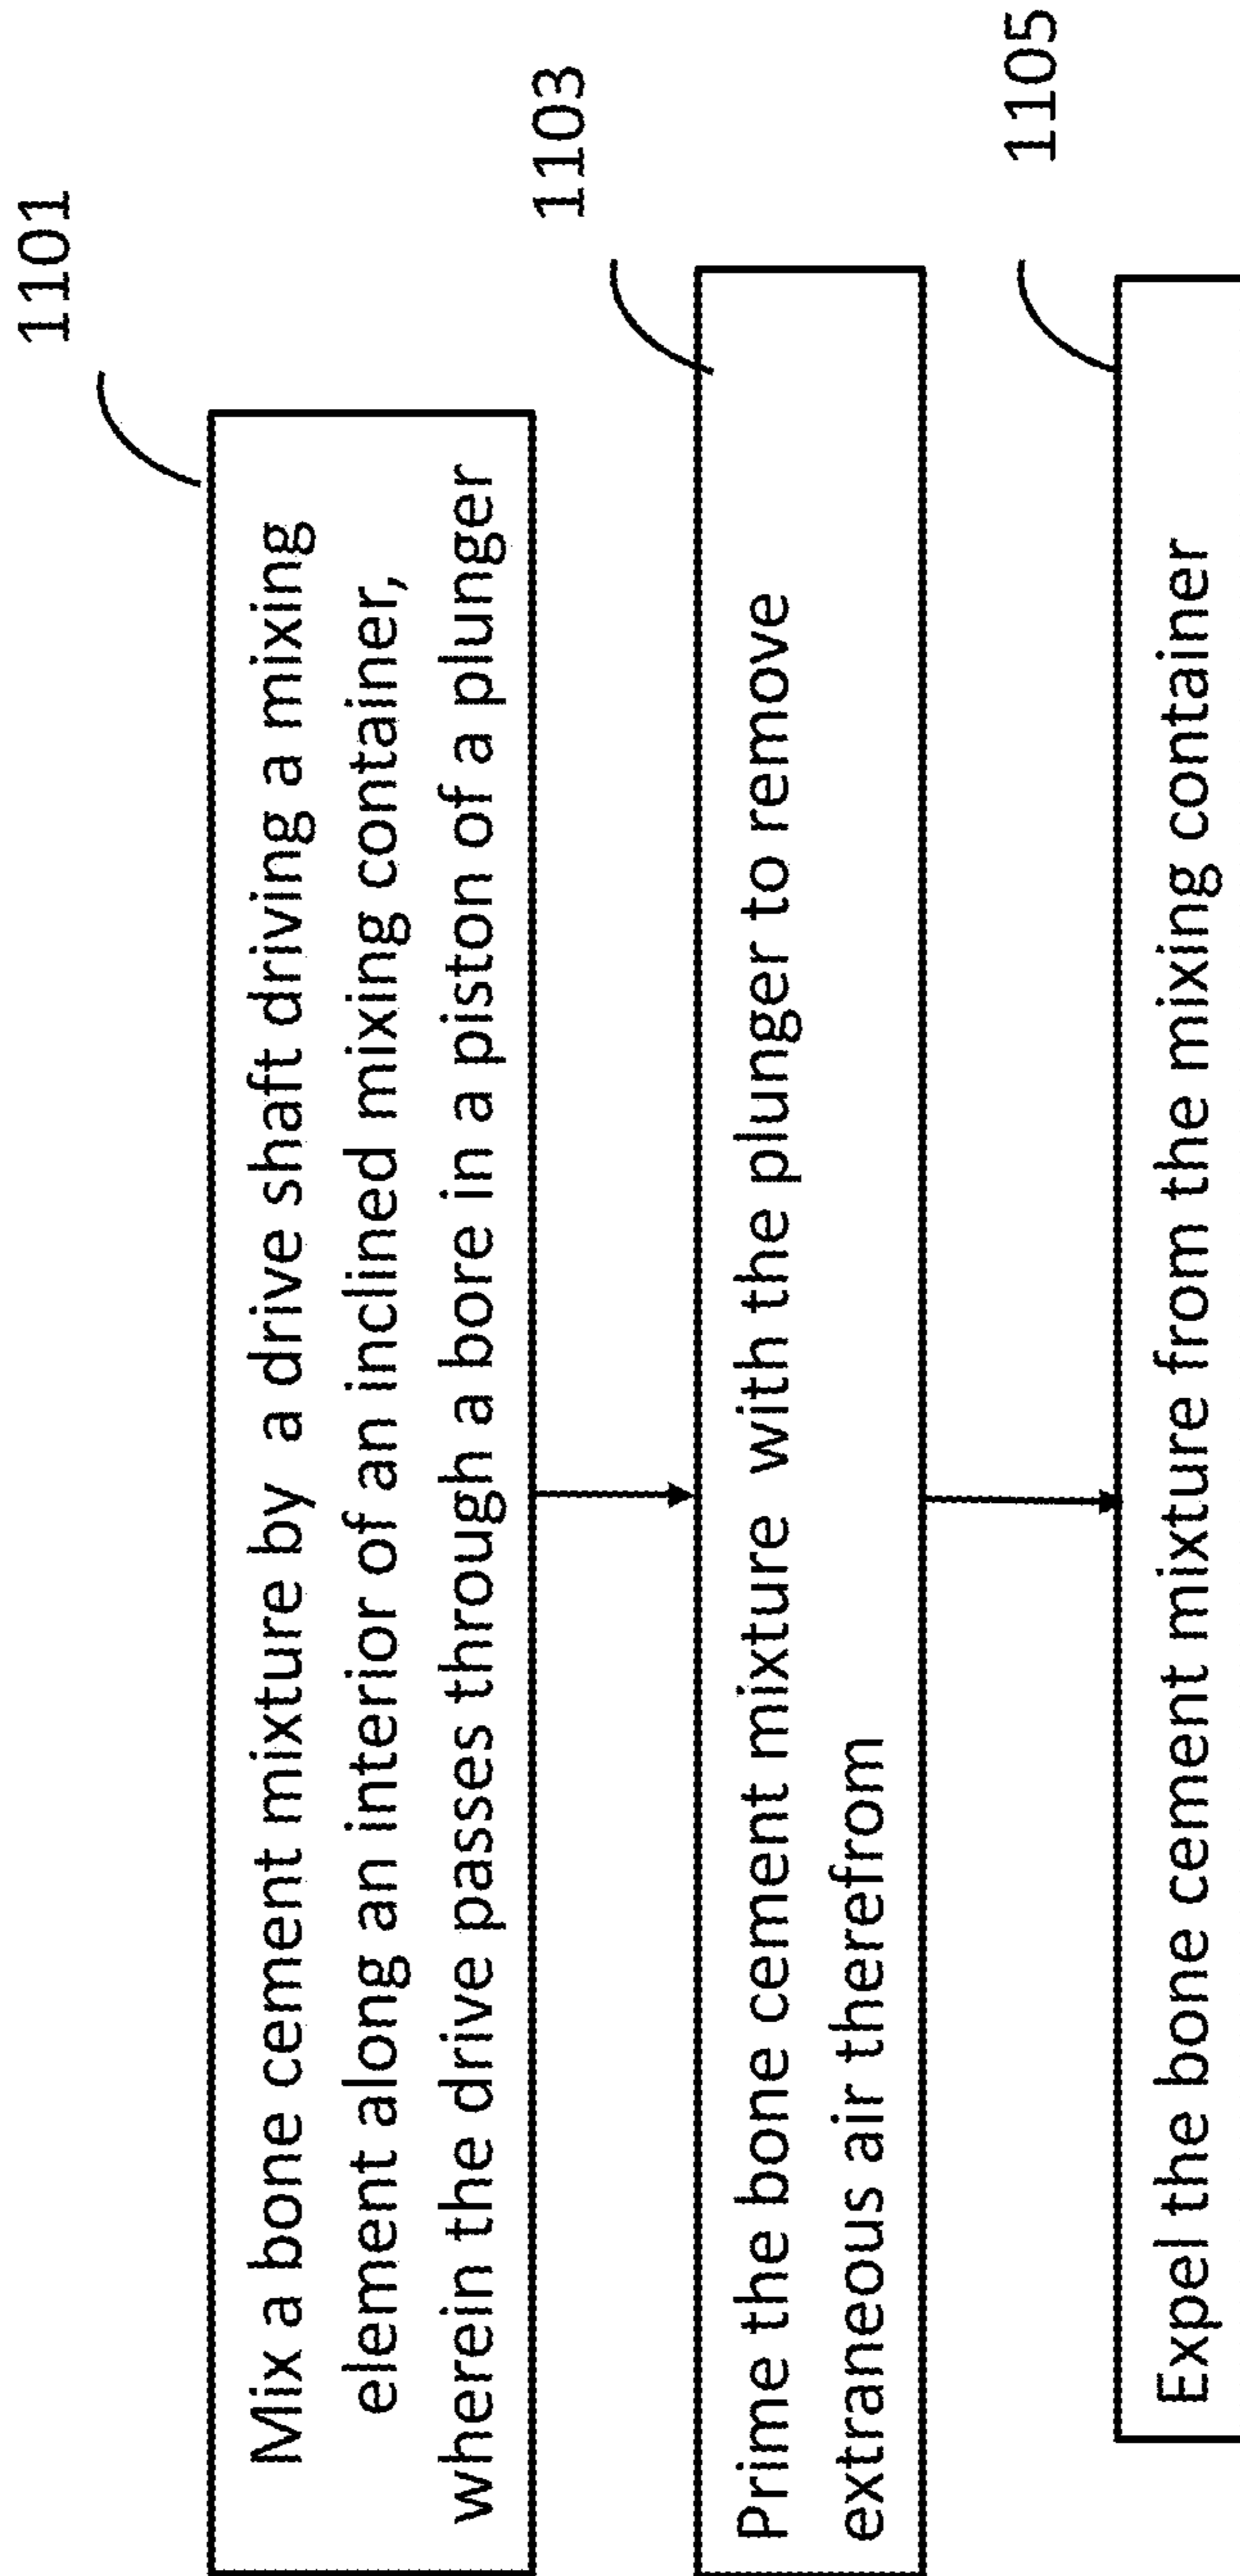 1101
Mix a bone cement mixture by a drive shaft driving a mixing
element along an interior of an inclined mixing container,
wherein the drive passes through a bore in a piston of a plunger
1103
Prime the bone cement mixture with the plunger to remove
extraneous air therefrom
1105
Expel the bone cement mixture from the mixing container